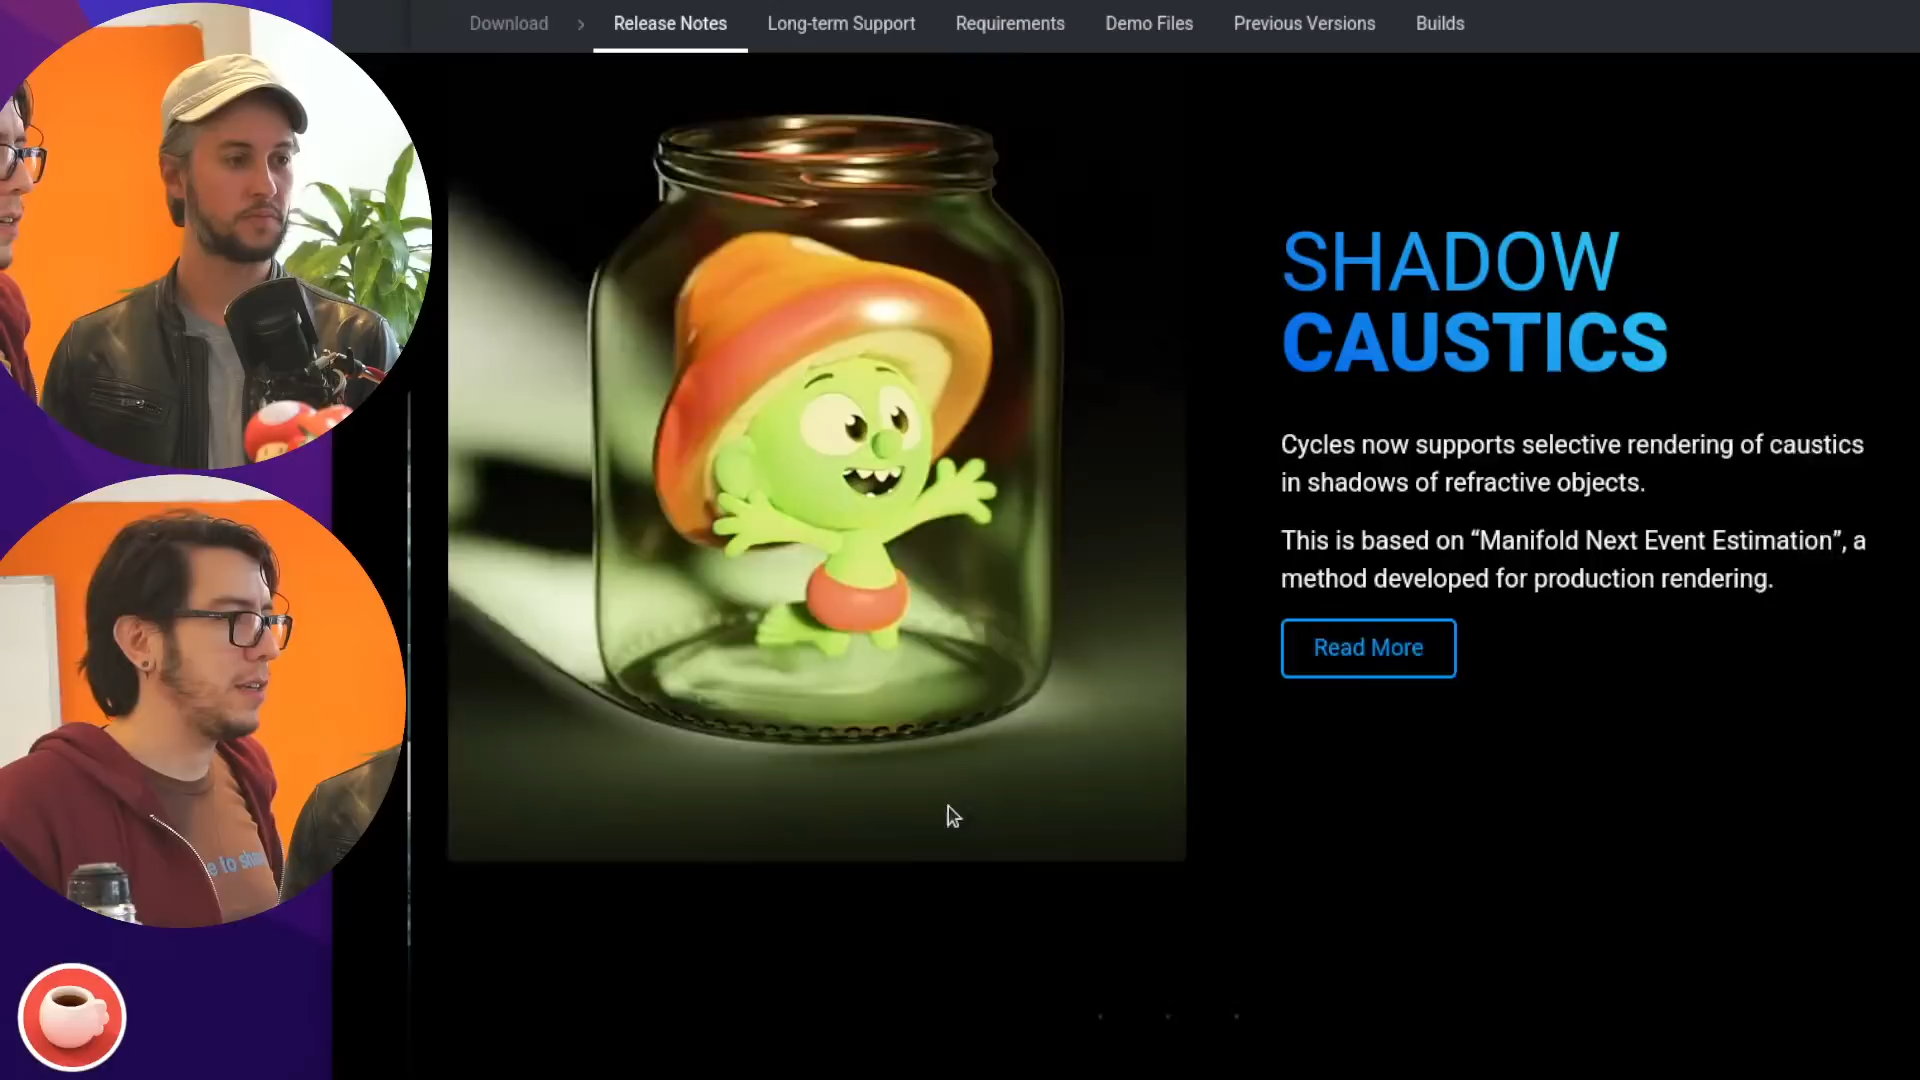 Download
Release Notes
Long-term Support
Requirements
Demo Files
Previous Versions
Builds
SHADOW
CAUSTICS
Cycles now supports selective rendering of caustics
in shadows of refractive objects.
This is based on “Manifold Next Event Estimation”, a
method developed for production rendering.
Read More
to